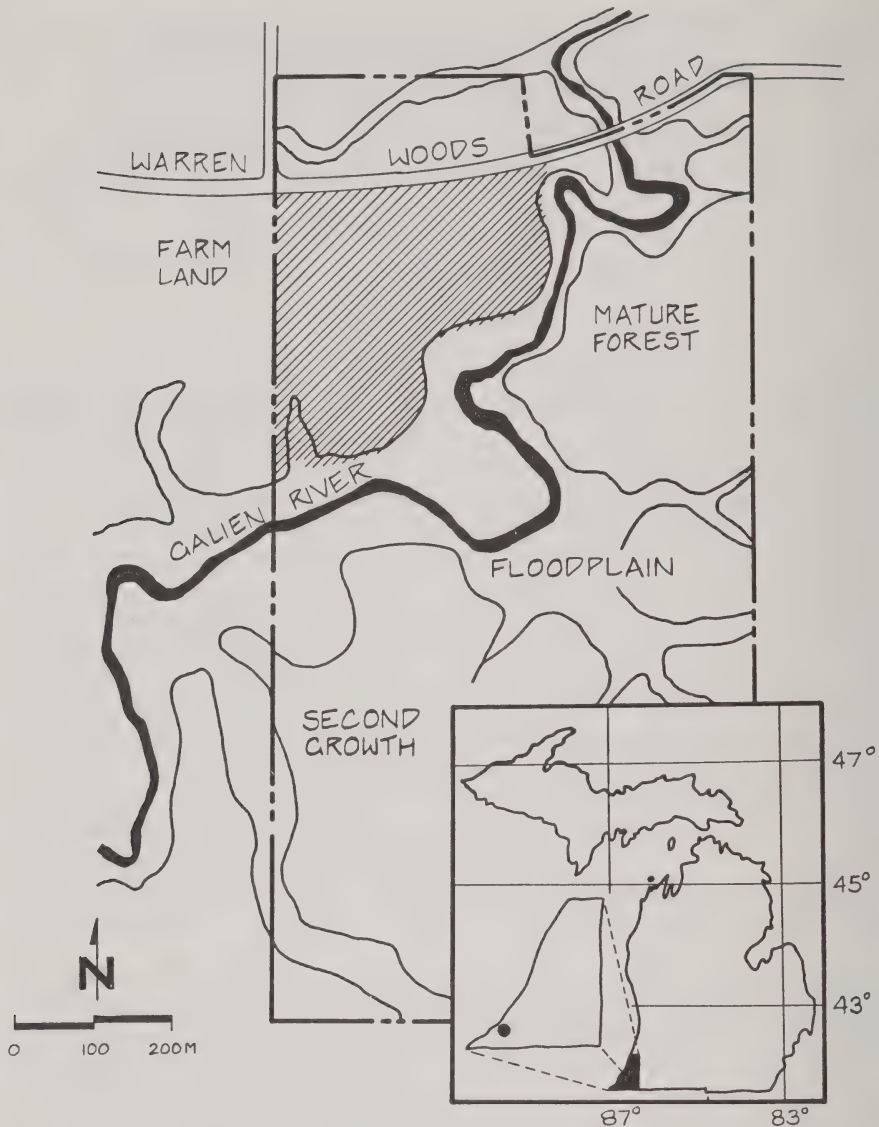 WARREN WOODS ROAD
FARM
LAND
MATURE
FOREST
GALIEN RIVER
FLOODPLAIN
SECOND
GROWTH
N
0 100 200M
47°
45°
43°
87° 83°